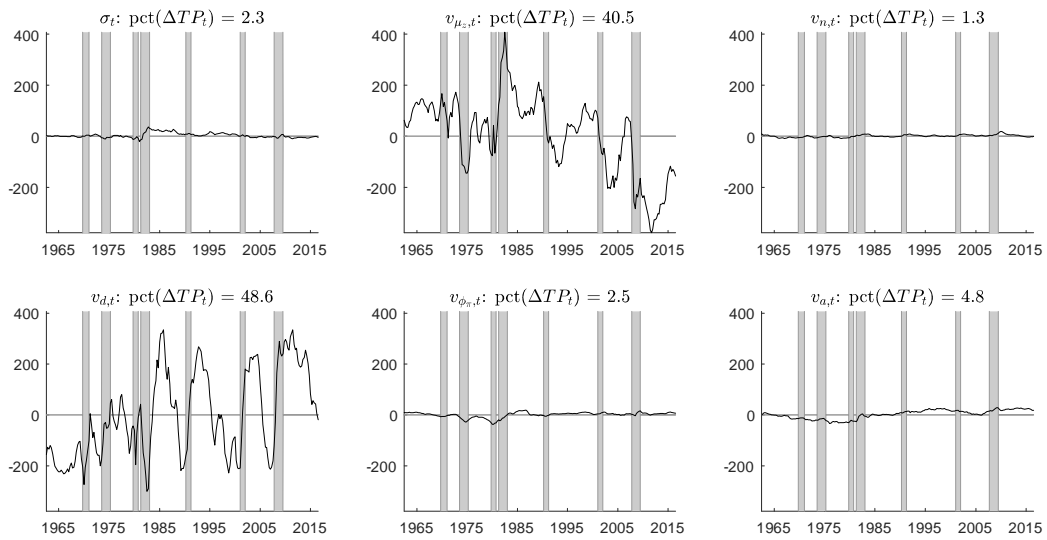 σ_t: pct(ΔTP_t) = 2.3
400
200
0
-200
1965 1975 1985 1995 2005 2015
v_{μ_z,t}: pct(ΔTP_t) = 40.5
400
200
0
-200
1965 1975 1985 1995 2005 2015
v_{n,t}: pct(ΔTP_t) = 1.3
400
200
0
-200
1965 1975 1985 1995 2005 2015
v_{d,t}: pct(ΔTP_t) = 48.6
400
200
0
-200
1965 1975 1985 1995 2005 2015
v_{φ_π,t}: pct(ΔTP_t) = 2.5
400
200
0
-200
1965 1975 1985 1995 2005 2015
v_{a,t}: pct(ΔTP_t) = 4.8
400
200
0
-200
1965 1975 1985 1995 2005 2015